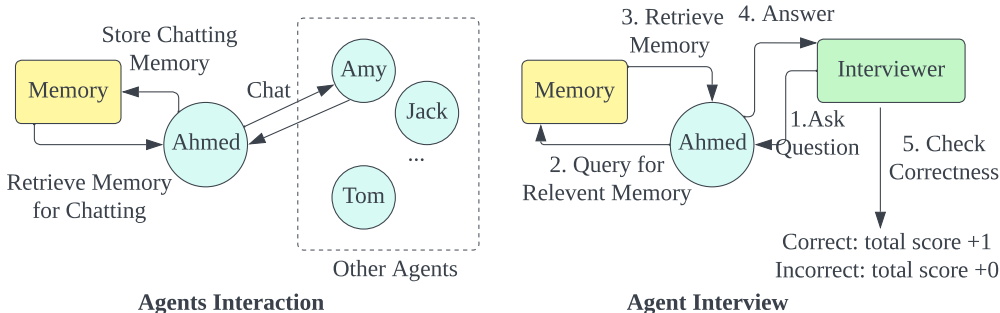 Store Chatting
Memory
Memory
Ahmed
Chat
Amy
Jack
...
Tom
Retrieve Memory
for Chatting
Other Agents
Agents Interaction
3. Retrieve
Memory
4. Answer
Memory
Ahmed
Interviewer
1.Ask
Question
2. Query for
Relevent Memory
5. Check
Correctness
Correct: total score +1
Incorrect: total score +0
Agent Interview